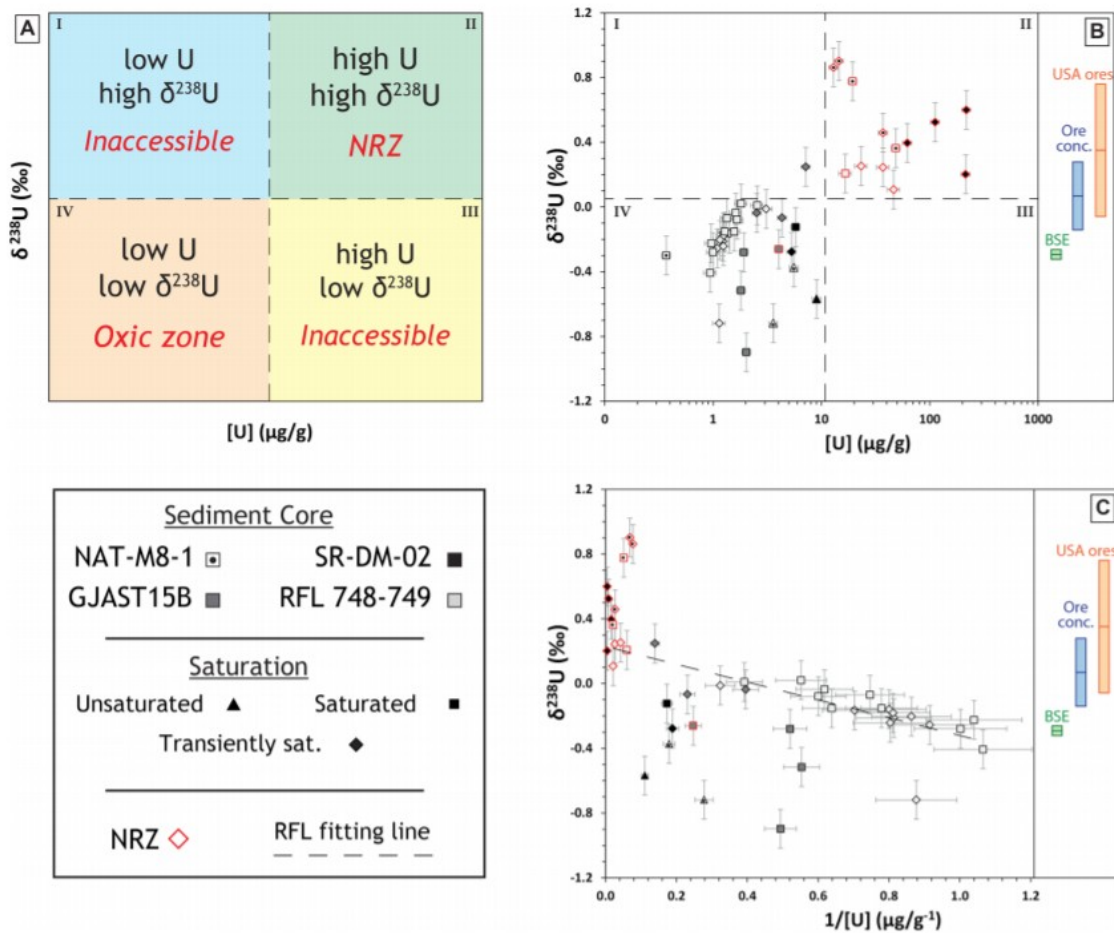 A
I
low U
high δ²³⁸U
Inaccessible
II
high U
high δ²³⁸U
NRZ
IV
low U
low δ²³⁸U
Oxic zone
III
high U
low δ²³⁸U
Inaccessible
δ ²³⁸U (‰)
[U] (µg/g)
B
I
II
IV
III
1.2
0.8
0.4
0.0
-0.4
-0.8
-1.2
δ²³⁸U (‰)
1
10
100
1000
[U] (µg/g)
USA ores
Ore
conc.
BSE
Sediment Core
NAT-M8-1
SR-DM-02
GJAST15B
RFL 748-749
Saturation
Unsaturated
Saturated
Transiently sat.
NRZ
RFL fitting line
C
1.2
0.8
0.4
0.0
-0.4
-0.8
-1.2
δ²³⁸U (‰)
0.0
0.2
0.4
0.6
0.8
1.0
1.2
1/[U] (µg/g⁻¹)
USA ores
Ore
conc.
BSE